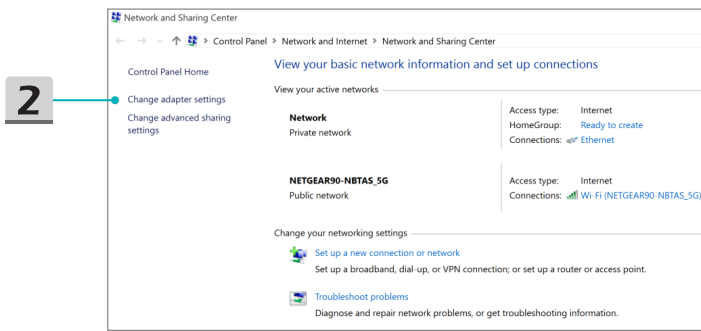 Network and Sharing Center
Control Panel > Network and Internet > Network and Sharing Center
2
Control Panel Home
Change adapter settings
Change advanced sharing
settings
View your basic network information and set up connections
View your active networks
Network
Private network
Access type: Internet
HomeGroup: Ready to create
Connections: Ethernet
NETGEAR90-NBTAS_5G
Public network
Access type: Internet
Connections: Wi-Fi (NETGEAR90-NBTAS_5G)
Change your networking settings
Set up a new connection or network
Set up a broadband, dial-up, or VPN connection; or set up a router or access point.
Troubleshoot problems
Diagnose and repair network problems, or get troubleshooting information.